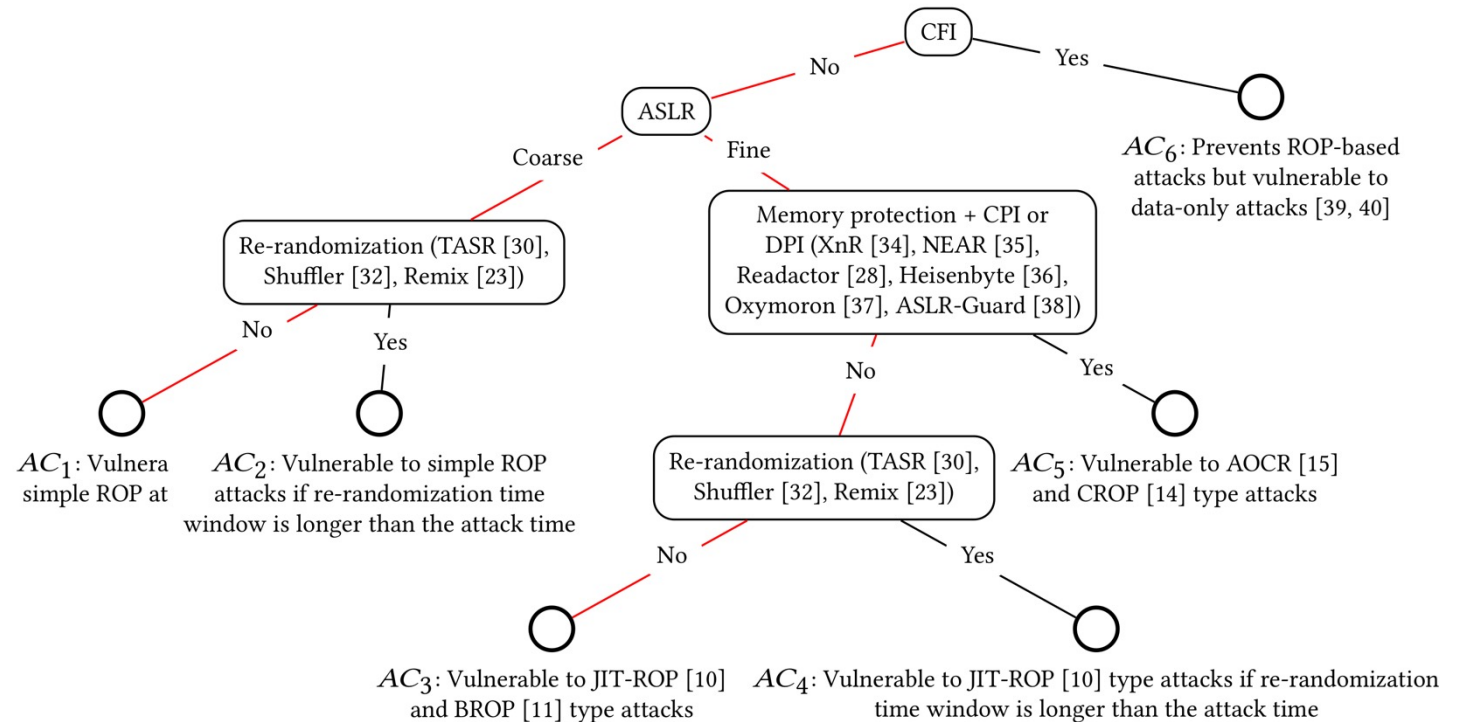 CFI
No
Yes
ASLR
Coarse
Fine
AC6: Prevents ROP-based
attacks but vulnerable to
data-only attacks [39, 40]
Re-randomization (TASR [30],
Shuffler [32], Remix [23])
Memory protection + CPI or
DPI (XnR [34], NEAR [35],
Readactor [28], Heisenbyte [36],
Oxymoron [37], ASLR-Guard [38])
No
Yes
No
Yes
AC1: Vulnera
simple ROP at
AC2: Vulnerable to simple ROP
attacks if re-randomization time
window is longer than the attack time
Re-randomization (TASR [30],
Shuffler [32], Remix [23])
AC5: Vulnerable to AOCR [15]
and CROP [14] type attacks
No
Yes
AC3: Vulnerable to JIT-ROP [10]
and BROP [11] type attacks
AC4: Vulnerable to JIT-ROP [10] type attacks if re-randomization
time window is longer than the attack time